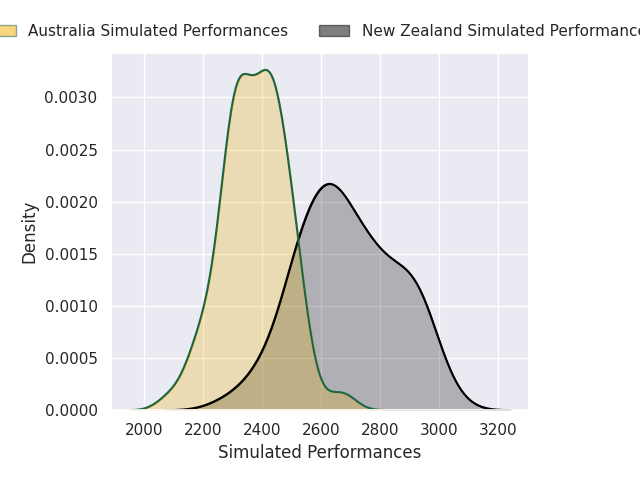 Australia Simulated Performances New Zealand Simulated Performance
0.0030
0.0025
0.0020
0.0015
0.0010
0.0005
0.0000
Density
2000 2200 2400 2600 2800 3000 3200
Simulated Performances